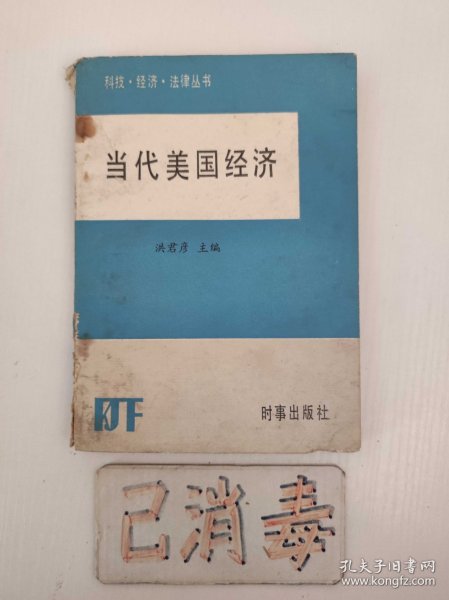 科技·经济·法律丛书
当代美国经济
洪君彦 主编
KJF
时事出版社
已消毒
孔夫子旧书网
www.kongfz.com